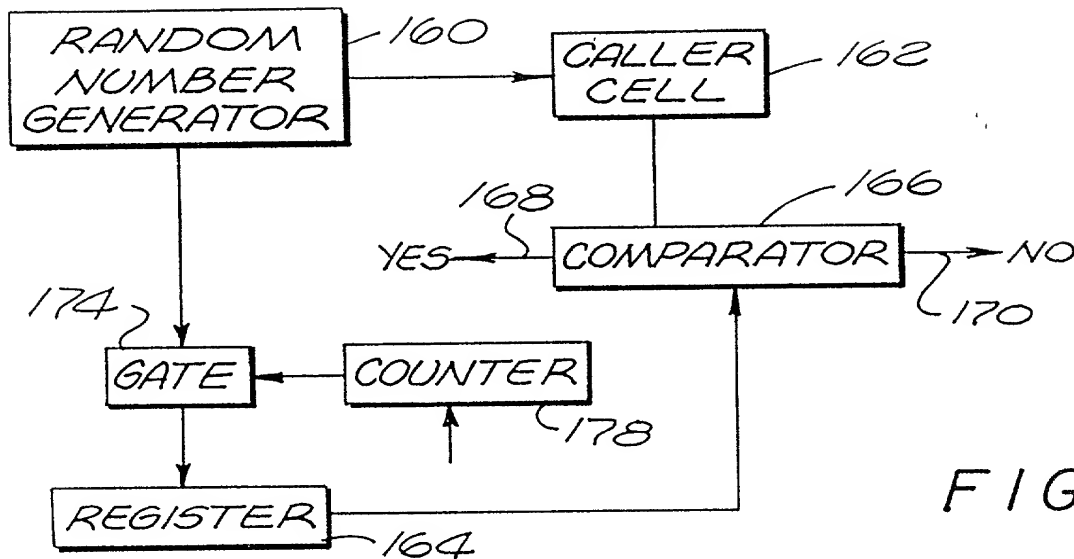 RANDOM
NUMBER
GENERATOR
160
CALLER
CELL
162
168
166
YES
COMPARATOR
NO
170
174
GATE
COUNTER
178
REGISTER
164
FIG